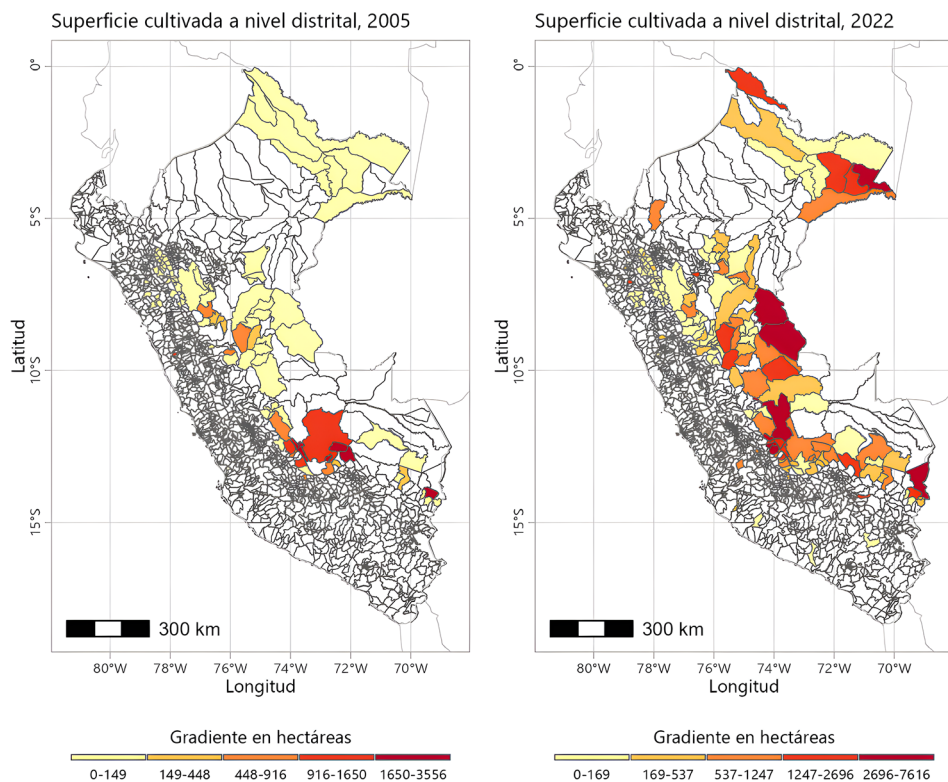 Superficie cultivada a nivel distrital, 2005
Superficie cultivada a nivel distrital, 2022
Latitud
0°
5°S
10°S
15°S
300 km
80°W 78°W 76°W 74°W 72°W 70°W
Longitud
Latitud
0°
5°S
10°S
15°S
300 km
80°W 78°W 76°W 74°W 72°W 70°W
Longitud
Gradiente en hectáreas
0-149 149-448 448-916 916-1650 1650-3556
Gradiente en hectáreas
0-169 169-537 537-1247 1247-2696 2696-7616